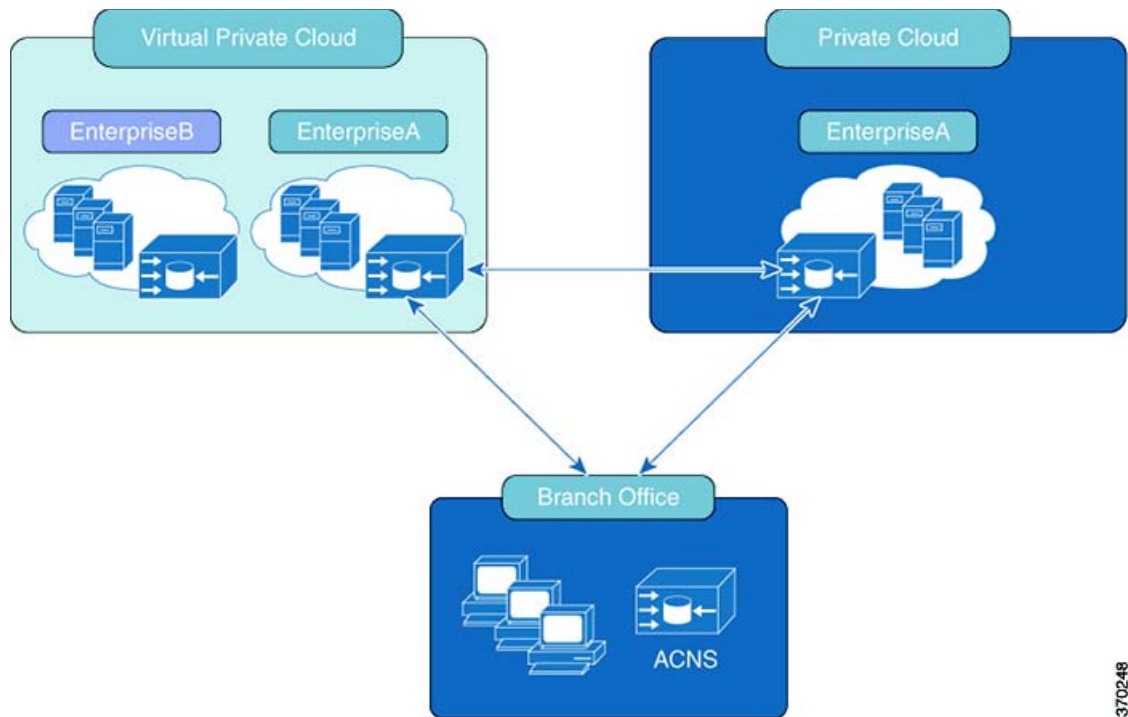 Virtual Private Cloud
Private Cloud
EnterpriseB
EnterpriseA
EnterpriseA
Branch Office
ACNS
370248